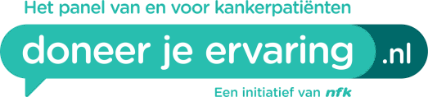 Het panel van en voor kankerpatiënten
doneer je ervaring .nl
Een initiatief van nfk